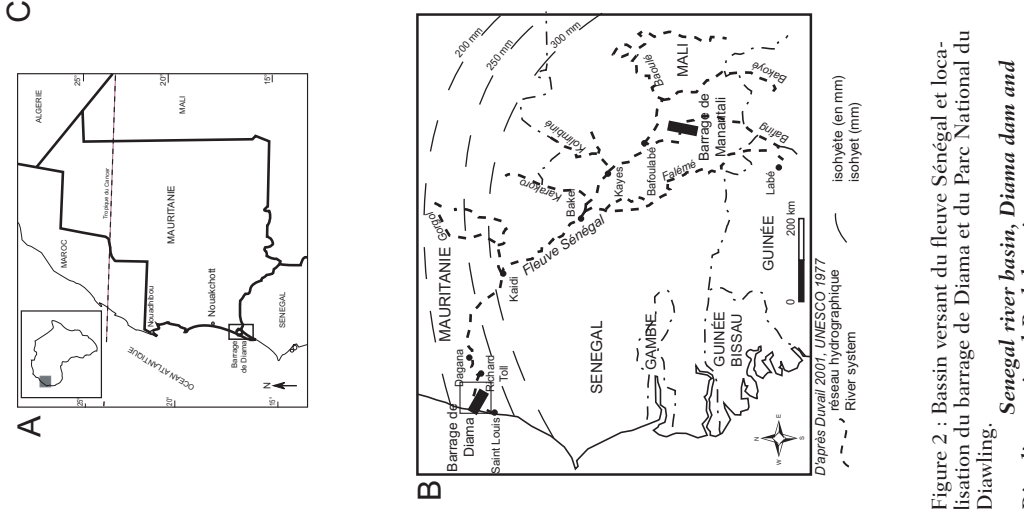 A
ALGERIE
25°
25°
MAROC
Tropique du Cancer
20°
20°
MALI
MAURITANIE
Nouadhibou
Nouakchott
OCEAN ATLANTIQUE
Barrage
de Diama
SENEGAL
N
15°
15°
C
B
200 mm
250 mm
300 mm
MAURITANIE
Gorgol
Barrage de
Diama
Dagana
Richard
Toll
Saint Louis
Kaidi
Fleuve Sénégal
Karakoro
Kolimbiné
Bakel
Kayes
Bafoulabé
Falémé
Baoulé
MALI
Bakoyé
Barrage de
Manantali
Bafing
Labé
SENEGAL
GAMBIE
GUINÉE
BISSAU
GUINÉE
0
200 km
N
E
S
W
D'après Duvail 2001, UNESCO 1977
réseau hydrographique
River system
isohyète (en mm)
isohyet (mm)
Figure 2 : Bassin versant du fleuve Sénégal et loca-
lisation du barrage de Diama et du Parc National du
Diawling.
Senegal river basin, Diama dam and